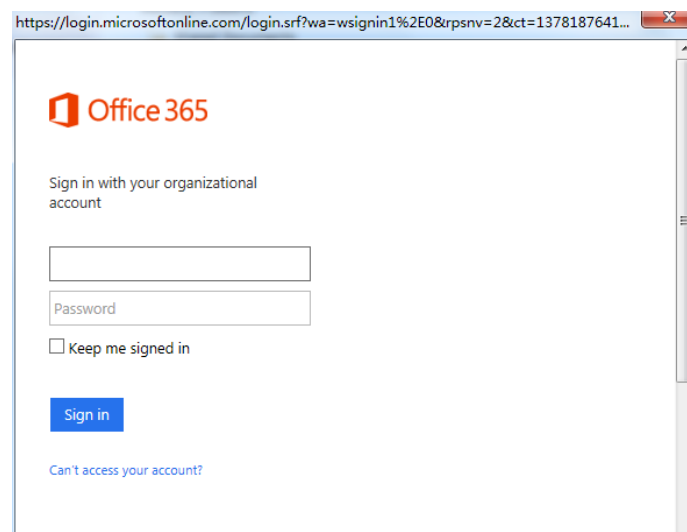 https://login.microsoftonline.com/login.srf?wa=wsignin1%2E0&rpsnv=2&ct=1378187641...
Office 365
Sign in with your organizational
account
Password
Keep me signed in
Sign in
Can't access your account?